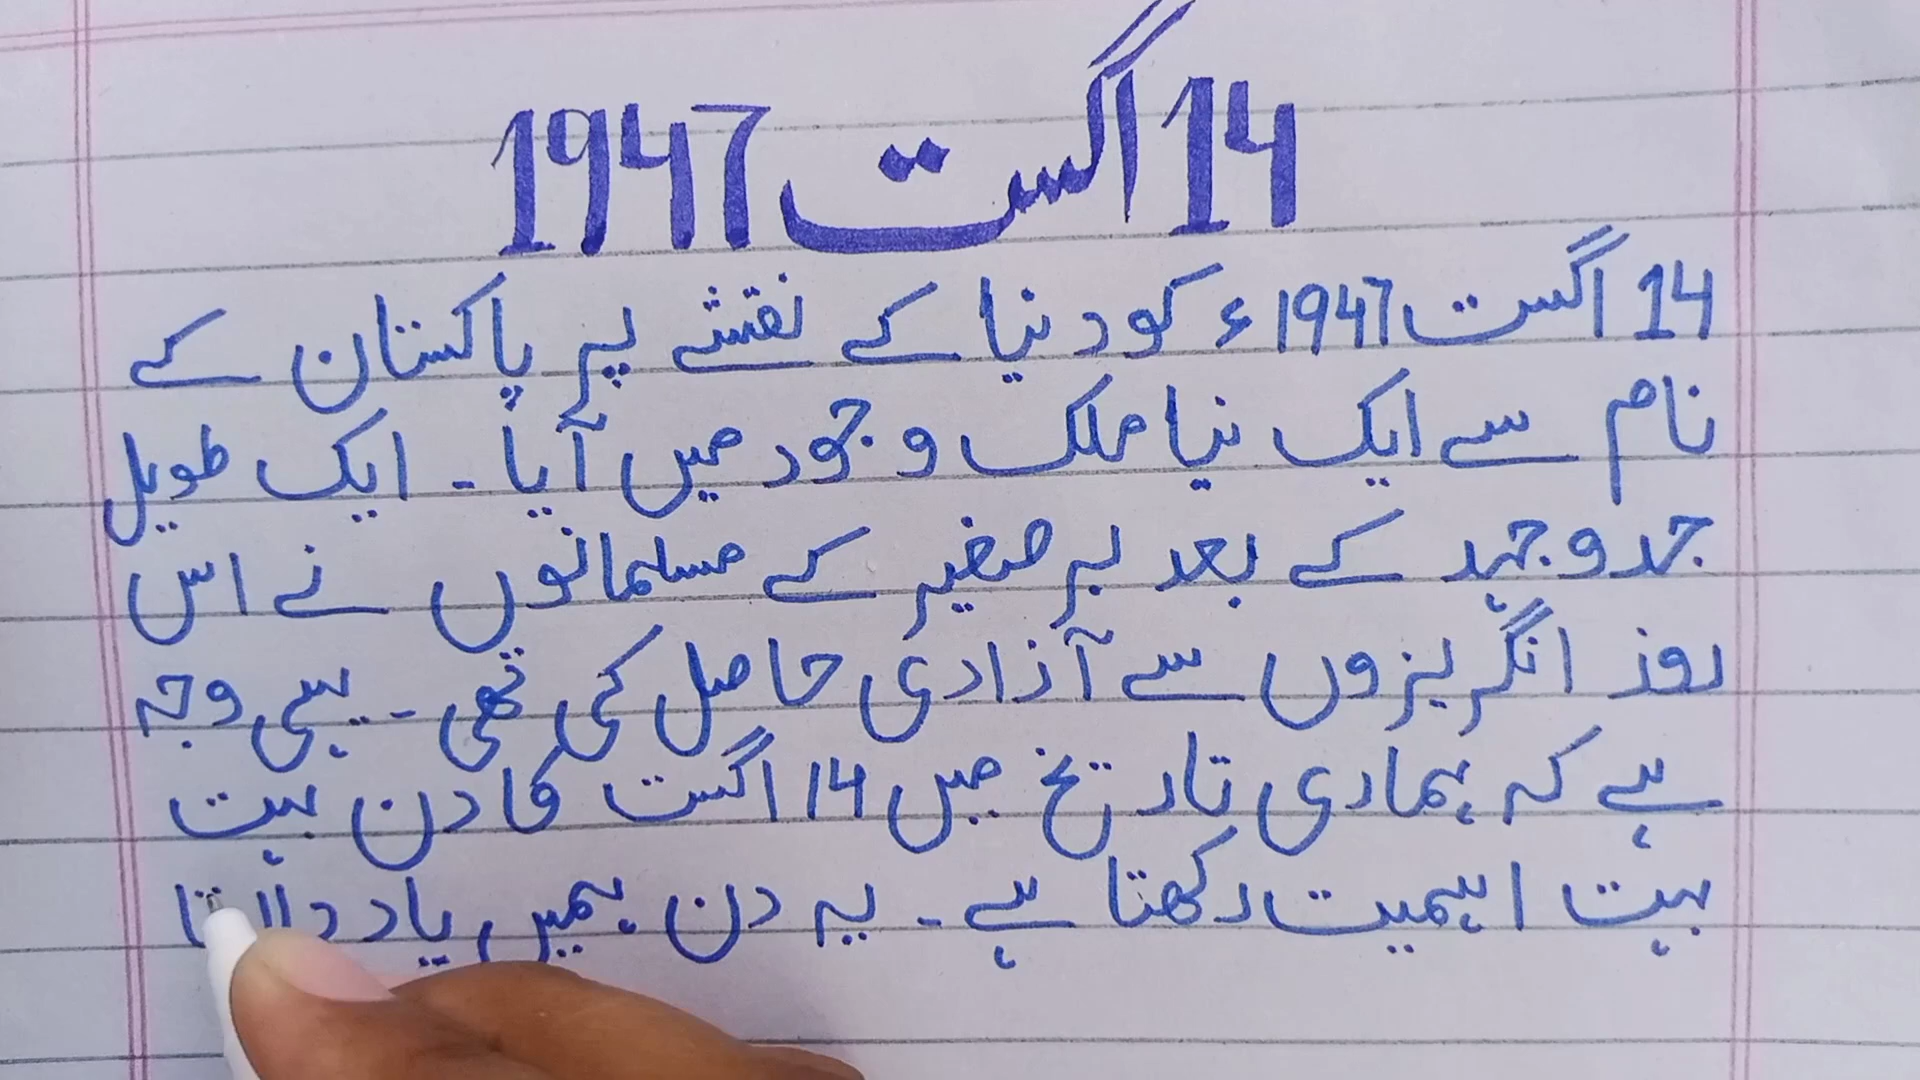 14 اگست 1947
14 اگست 1947ء کو دنیا کے نقشے پر پاکستان کے
نام سے ایک نیا ملک وجود میں آیا۔ ایک طویل
جدوجہد کے بعد برصغیر کے مسلمانوں نے اس
روز انگریزوں سے آزادی حاصل کی تھی۔ یہی وجہ
ہے کہ ہماری تاریخ میں 14 اگست کا دن بہت
بہت اہمیت رکھتا ہے۔ یہ دن ہمیں یاد دلاتا